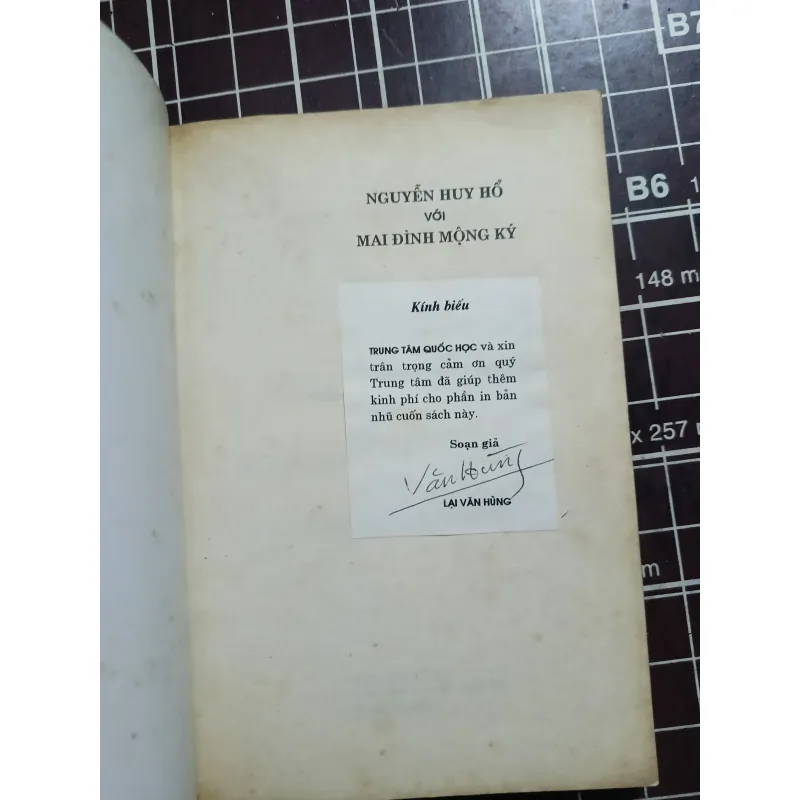 NGUYỄN HUY HỔ
VỚI
MAI ĐÌNH MỘNG KÝ
Kính biếu
TRUNG TÂM QUỐC HỌC và xin
trân trọng cảm ơn quý
Trung tâm đã giúp thêm
kinh phí cho phần in bản
nhũ cuốn sách này.
Soạn giả
Văn Hùng
LẠI VĂN HÙNG
B7
B6
148 m
x 257 m
m